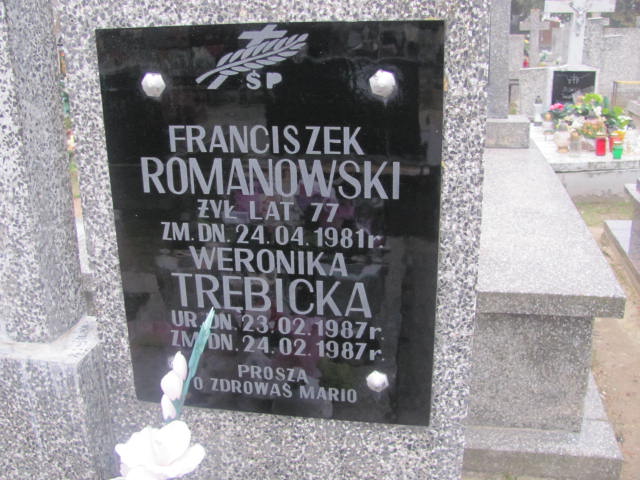 ŚP
FRANCISZEK
ROMANOWSKI
ŻYŁ LAT 77
ZM. DN. 24.04.1981r.
WERONIKA
TRĘBICKA
UR. DN. 23.02.1987r.
ZM. DN. 24.02.1987r.
PROSZĄ
O ZDROWAŚ MARIO